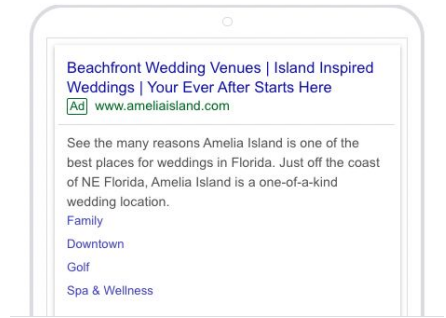 Beachfront Wedding Venues | Island Inspired
Weddings | Your Ever After Starts Here
Ad www.ameliaisland.com
See the many reasons Amelia Island is one of the
best places for weddings in Florida. Just off the coast
of NE Florida, Amelia Island is a one-of-a-kind
wedding location.
Family
Downtown
Golf
Spa & Wellness